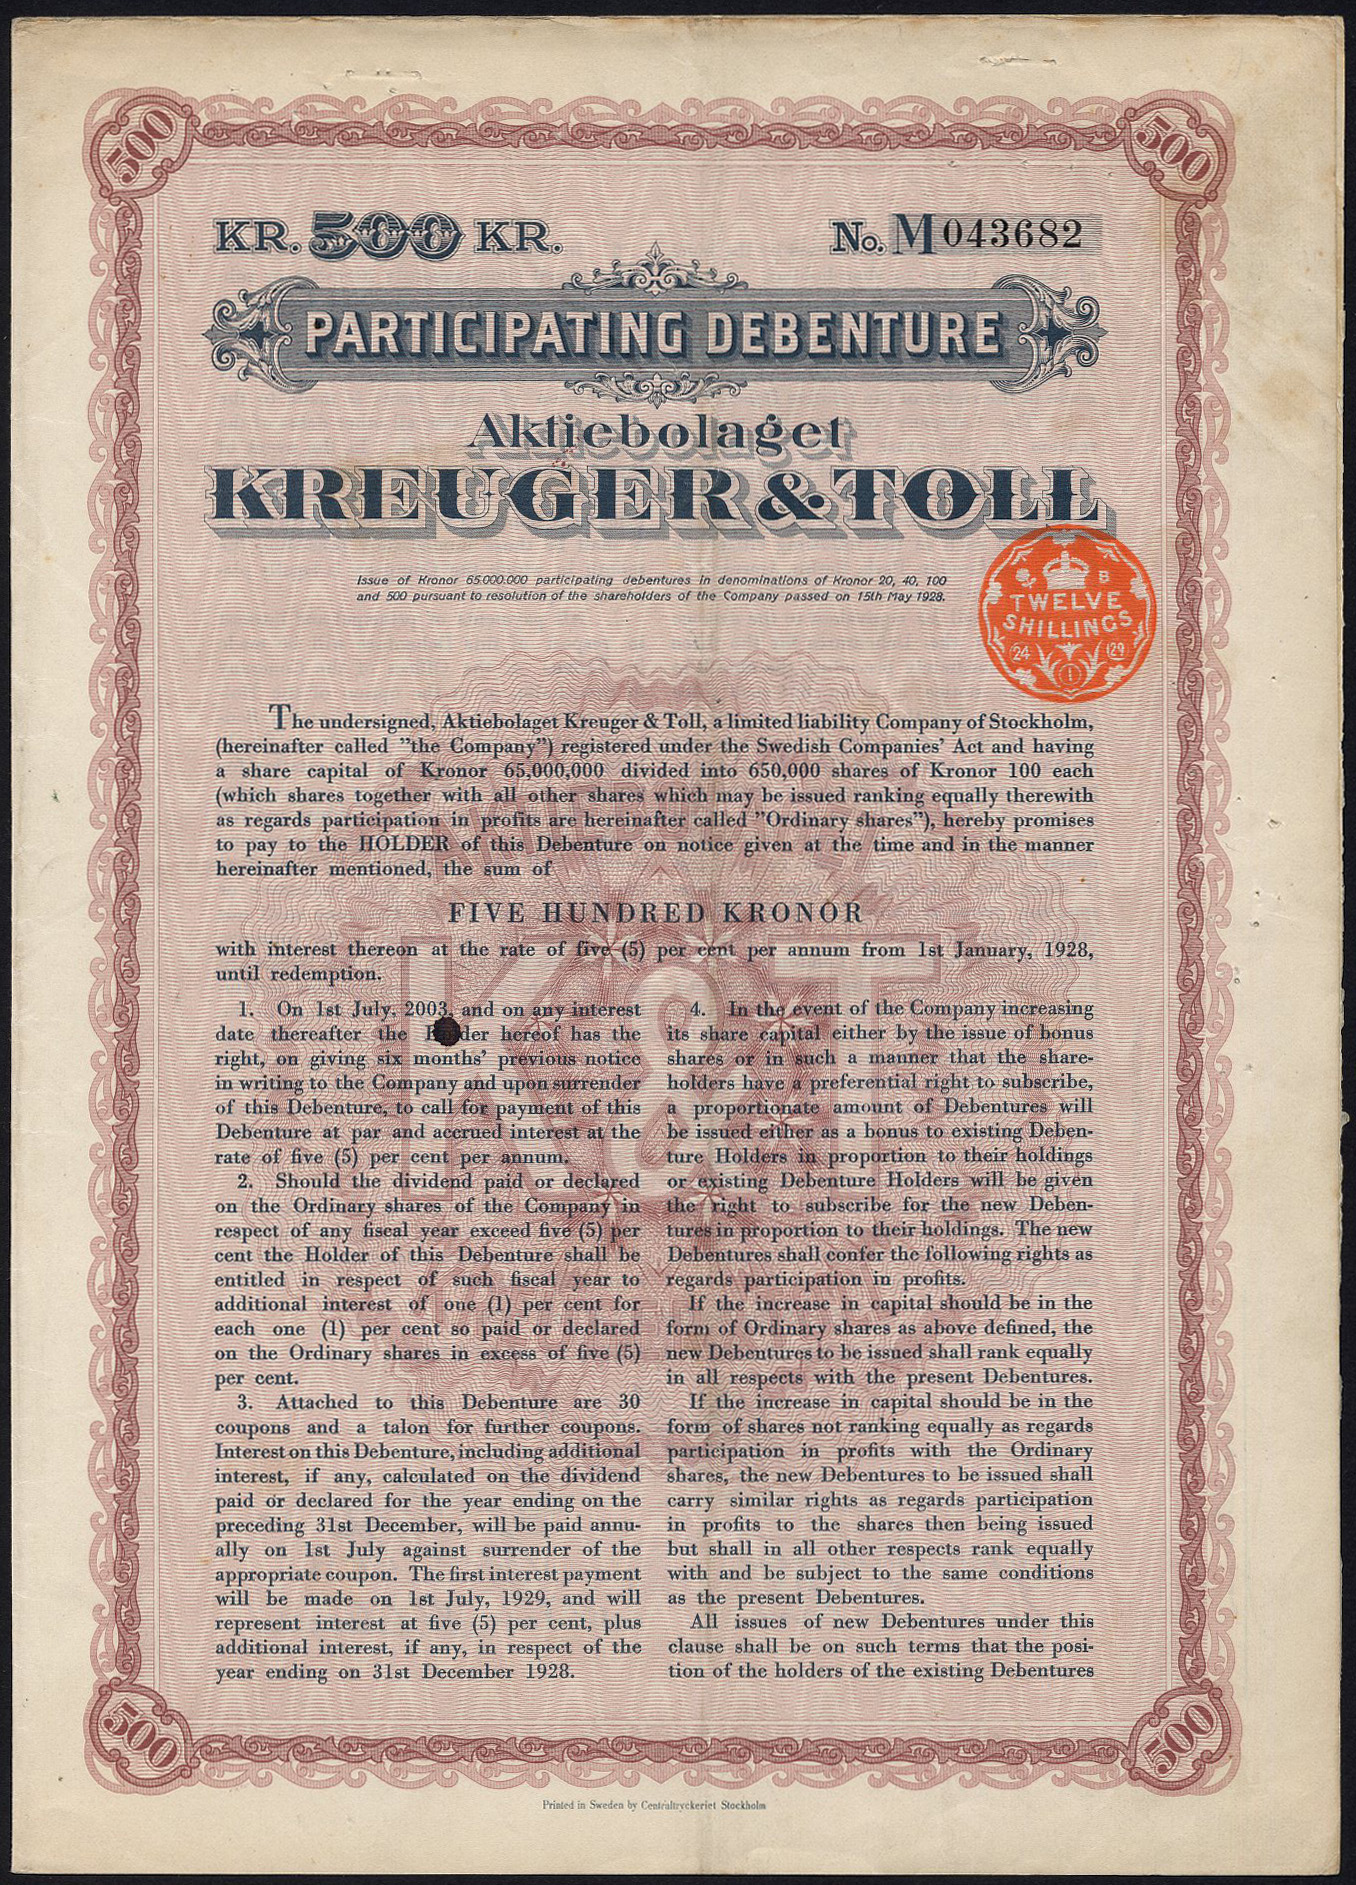 500
500
KR. 500 KR.
No. M 043682
PARTICIPATING DEBENTURE
Aktiebolaget
KREUGER & TOLL
Issue of Kronor 65.000.000 participating debentures in denominations of Kronor 20, 40, 100
and 500 pursuant to resolution of the shareholders of the Company passed on 15th May 1928.
B
TWELVE
SHILLINGS
24
129
1
The undersigned, Aktiebolaget Kreuger & Toll, a limited liability Company of Stockholm,
(hereinafter called ”the Company”) registered under the Swedish Companies’ Act and having
a share capital of Kronor 65,000,000 divided into 650,000 shares of Kronor 100 each
(which shares together with all other shares which may be issued ranking equally therewith
as regards participation in profits are hereinafter called ”Ordinary shares”), hereby promises
to pay to the HOLDER of this Debenture on notice given at the time and in the manner
hereinafter mentioned, the sum of
FIVE HUNDRED KRONOR
with interest thereon at the rate of five (5) per cent per annum from 1st January, 1928,
until redemption.
K&T
1. On 1st July, 2003, and on any interest
date thereafter the der hereof has the
right, on giving six months’ previous notice
in writing to the Company and upon surrender
of this Debenture, to call for payment of this
Debenture at par and accrued interest at the
rate of five (5) per cent per annum.
2. Should the dividend paid or declared
on the Ordinary shares of the Company in
respect of any fiscal year exceed five (5) per
cent the Holder of this Debenture shall be
entitled in respect of such fiscal year to
additional interest of one (1) per cent for
each one (1) per cent so paid or declared
on the Ordinary shares in excess of five (5)
per cent.
3. Attached to this Debenture are 30
coupons and a talon for further coupons.
Interest on this Debenture, including additional
interest, if any, calculated on the dividend
paid or declared for the year ending on the
preceding 31st December, will be paid annu-
ally on 1st July against surrender of the
appropriate coupon. The first interest payment
will be made on 1st July, 1929, and will
represent interest at five (5) per cent, plus
additional interest, if any, in respect of the
year ending on 31st December 1928.
4. In the event of the Company increasing
its share capital either by the issue of bonus
shares or in such a manner that the share-
holders have a preferential right to subscribe,
a proportionate amount of Debentures will
be issued either as a bonus to existing Deben-
ture Holders in proportion to their holdings
or existing Debenture Holders will be given
the right to subscribe for the new Deben-
tures in proportion to their holdings. The new
Debentures shall confer the following rights as
regards participation in profits.
If the increase in capital should be in the
form of Ordinary shares as above defined, the
new Debentures to be issued shall rank equally
in all respects with the present Debentures.
If the increase in capital should be in the
form of shares not ranking equally as regards
participation in profits with the Ordinary
shares, the new Debentures to be issued shall
carry similar rights as regards participation
in profits to the shares then being issued
but shall in all other respects rank equally
with and be subject to the same conditions
as the present Debentures.
All issues of new Debentures under this
clause shall be on such terms that the posi-
tion of the holders of the existing Debentures
500
500
Printed in Sweden by Centraltryckeriet Stockholm